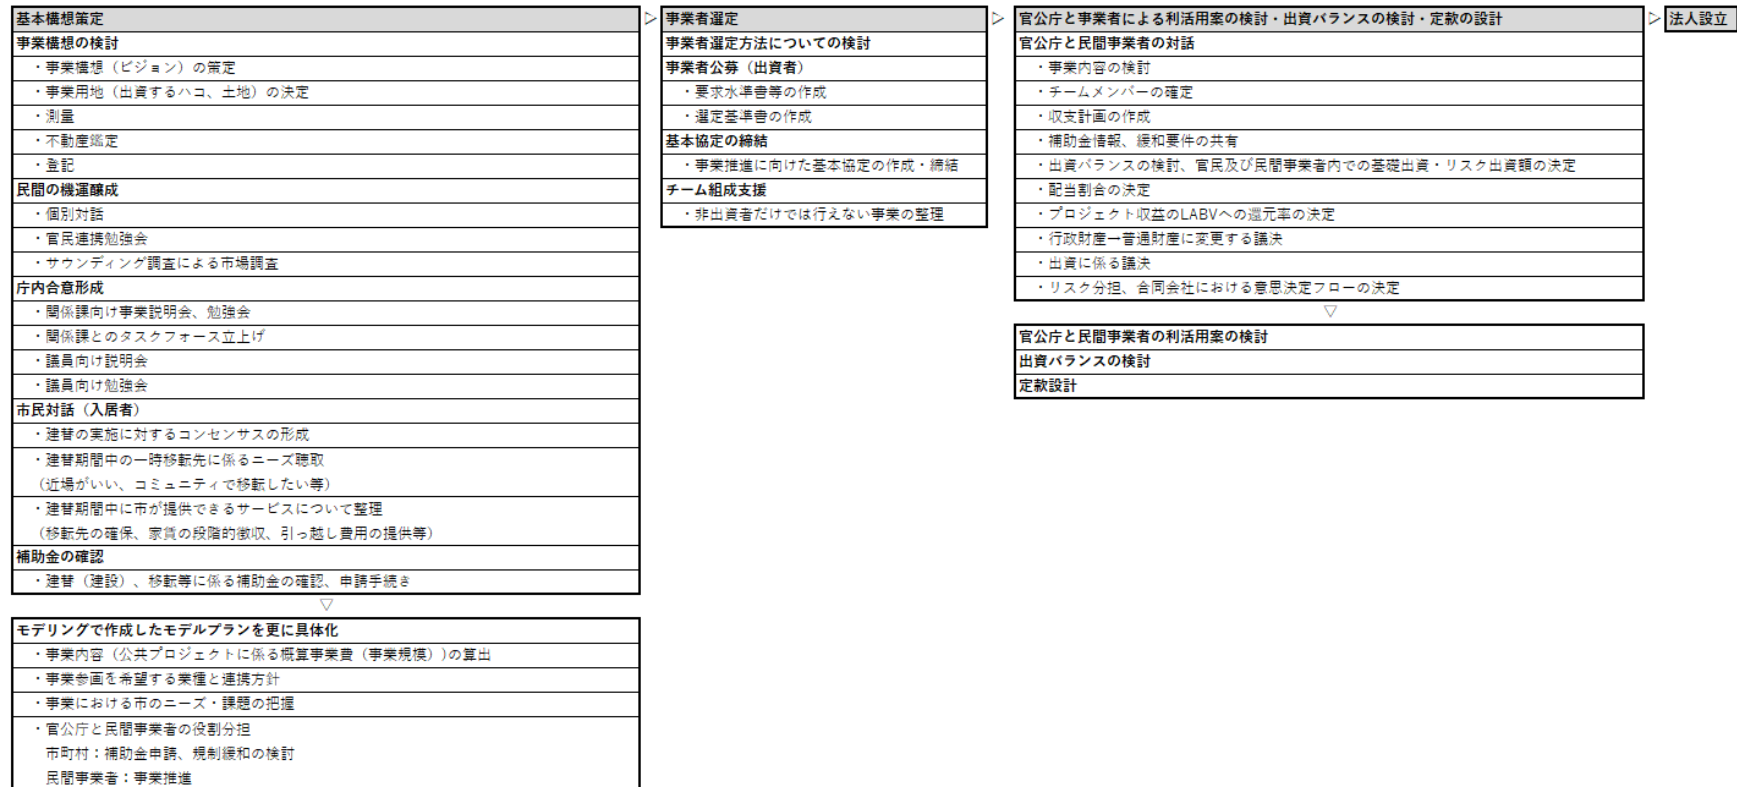 基本構想策定
事業構想の検討
・事業構想（ビジョン）の策定
・事業用地（出資するハコ、土地）の決定
・測量
・不動産鑑定
・登記
民間の機運醸成
・個別対話
・官民連携勉強会
・サウンディング調査による市場調査
庁内合意形成
・関係課向け事業説明会、勉強会
・関係課とのタスクフォース立上げ
・議員向け説明会
・議員向け勉強会
市民対話（入居者）
・建替の実施に対するコンセンサスの形成
・建替期間中の一時移転先に係るニーズ聴取
（近場がいい、コミュニティで移転したい等）
・建替期間中に市が提供できるサービスについて整理
（移転先の確保、家賃の段階的徴収、引っ越し費用の提供等）
補助金の確認
・建替（建設）、移転等に係る補助金の確認、申請手続き
▽
モデリングで作成したモデルプランを更に具体化
・事業内容（公共プロジェクトに係る概算事業費（事業規模））の算出
・事業参画を希望する業種と連携方針
・事業における市のニーズ・課題の把握
・官公庁と民間事業者の役割分担
市町村：補助金申請、規制緩和の検討
民間事業者：事業推進
▷
事業者選定
事業者選定方法についての検討
事業者公募（出資者）
・要求水準書等の作成
・選定基準書の作成
基本協定の締結
・事業推進に向けた基本協定の作成・締結
チーム組成支援
・非出資者だけでは行えない事業の整理
▷
官公庁と事業者による利活用案の検討・出資バランスの検討・定款の設計
官公庁と民間事業者の対話
・事業内容の検討
・チームメンバーの確定
・収支計画の作成
・補助金情報、緩和要件の共有
・出資バランスの検討、官民及び民間事業者内での基礎出資・リスク出資額の決定
・配当割合の決定
・プロジェクト収益のLABVへの還元率の決定
・行政財産→普通財産に変更する議決
・出資に係る議決
・リスク分担、合同会社における意思決定フローの決定
▽
官公庁と民間事業者の利活用案の検討
出資バランスの検討
定款設計
▷
法人設立